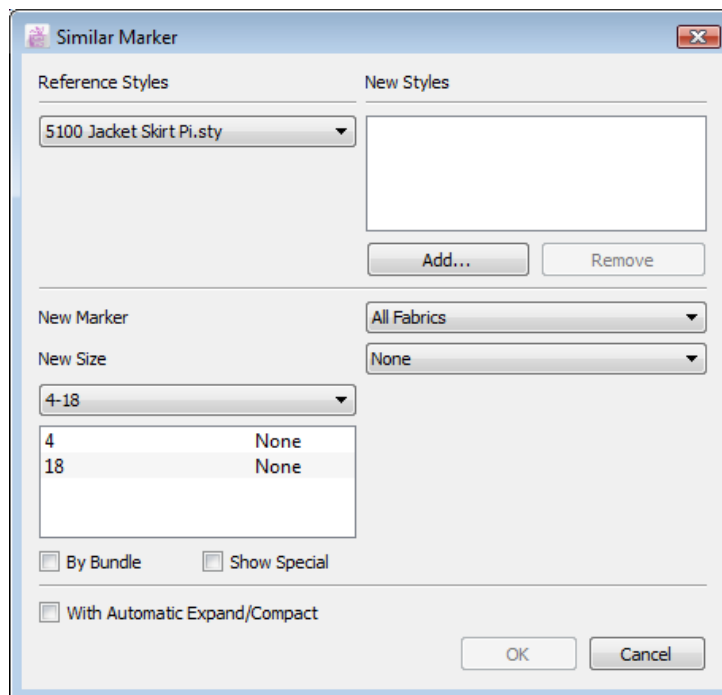 Similar Marker
Reference Styles
New Styles
5100 Jacket Skirt Pi.sty
Add...
Remove
New Marker
All Fabrics
New Size
None
4-18
4 None
18 None
By Bundle
Show Special
With Automatic Expand/Compact
OK
Cancel